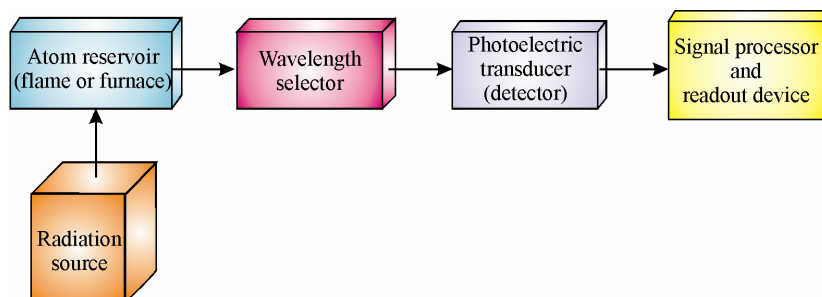 Atom reservoir
(flame or furnace)
Wavelength
selector
Photoelectric
transducer
(detector)
Signal processor
and
readout device
Radiation
source